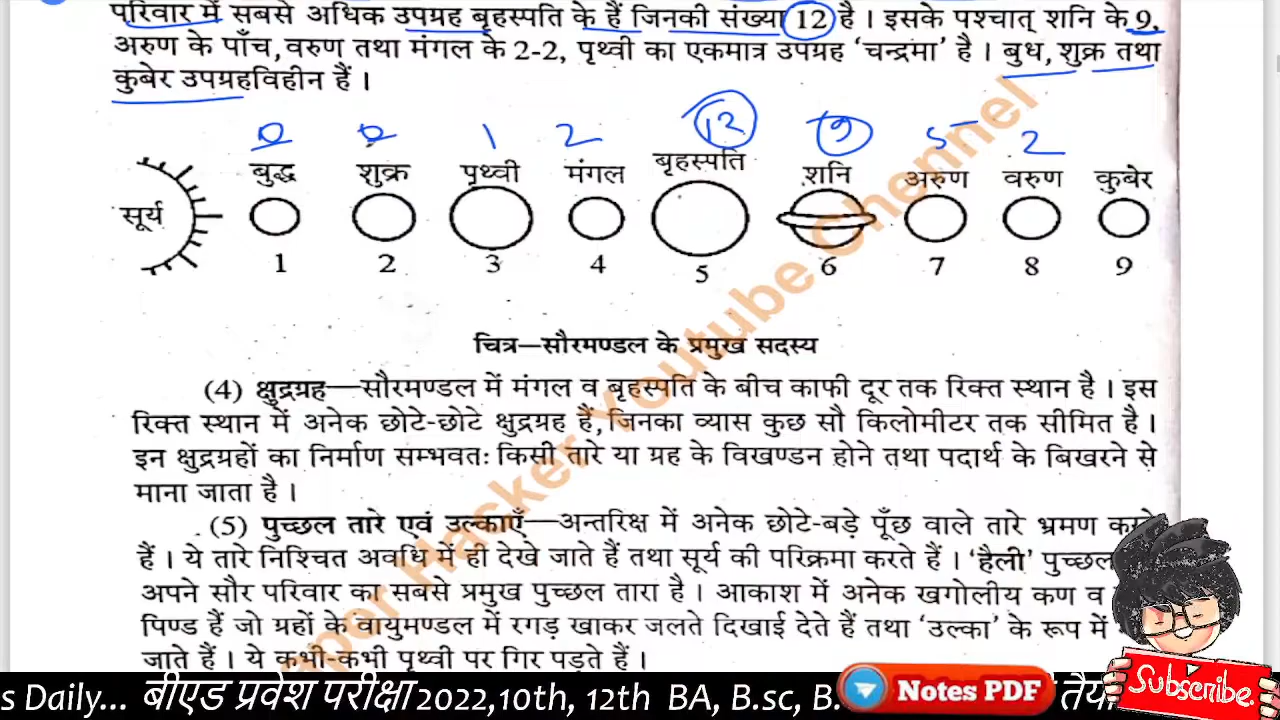 परिवार में सबसे अधिक उपग्रह बृहस्पति के हैं जिनकी संख्या 12 है । इसके पश्चात् शनि के 9,
अरुण के पाँच, वरुण तथा मंगल के 2-2, पृथ्वी का एकमात्र उपग्रह ‘चन्द्रमा’ है । बुध, शुक्र तथा
कुबेर उपग्रहविहीन हैं ।
0 0 1 2 12 9 5 2
सूर्य बुद्ध शुक्र पृथ्वी मंगल बृहस्पति शनि अरुण वरुण कुबेर
1 2 3 4 5 6 7 8 9
चित्र—सौरमण्डल के प्रमुख सदस्य
(4) क्षुद्रग्रह—सौरमण्डल में मंगल व बृहस्पति के बीच काफी दूर तक रिक्त स्थान है । इस
रिक्त स्थान में अनेक छोटे-छोटे क्षुद्रग्रह हैं, जिनका व्यास कुछ सौ किलोमीटर तक सीमित है ।
इन क्षुद्रग्रहों का निर्माण सम्भवतः किसी तारे या ग्रह के विखण्डन होने तथा पदार्थ के बिखरने से
माना जाता है ।
(5) पुच्छल तारे एवं उल्काएँ—अन्तरिक्ष में अनेक छोटे-बड़े पूँछ वाले तारे भ्रमण करते
हैं । ये तारे निश्चित अवधि में ही देखे जाते हैं तथा सूर्य की परिक्रमा करते हैं । ‘हैली’ पुच्छल
अपने सौर परिवार का सबसे प्रमुख पुच्छल तारा है । आकाश में अनेक खगोलीय कण व
पिण्ड हैं जो ग्रहों के वायुमण्डल में रगड़ खाकर जलते दिखाई देते हैं तथा ‘उल्का’ के रूप में
जाते हैं । ये कभी-कभी पृथ्वी पर गिर पड़ते हैं ।
aper Hacker Youtube Chennel
s Daily... बीएड प्रवेश परीक्षा 2022,10th, 12th BA, B.sc, B.
Notes PDF
तैया
Subscribe